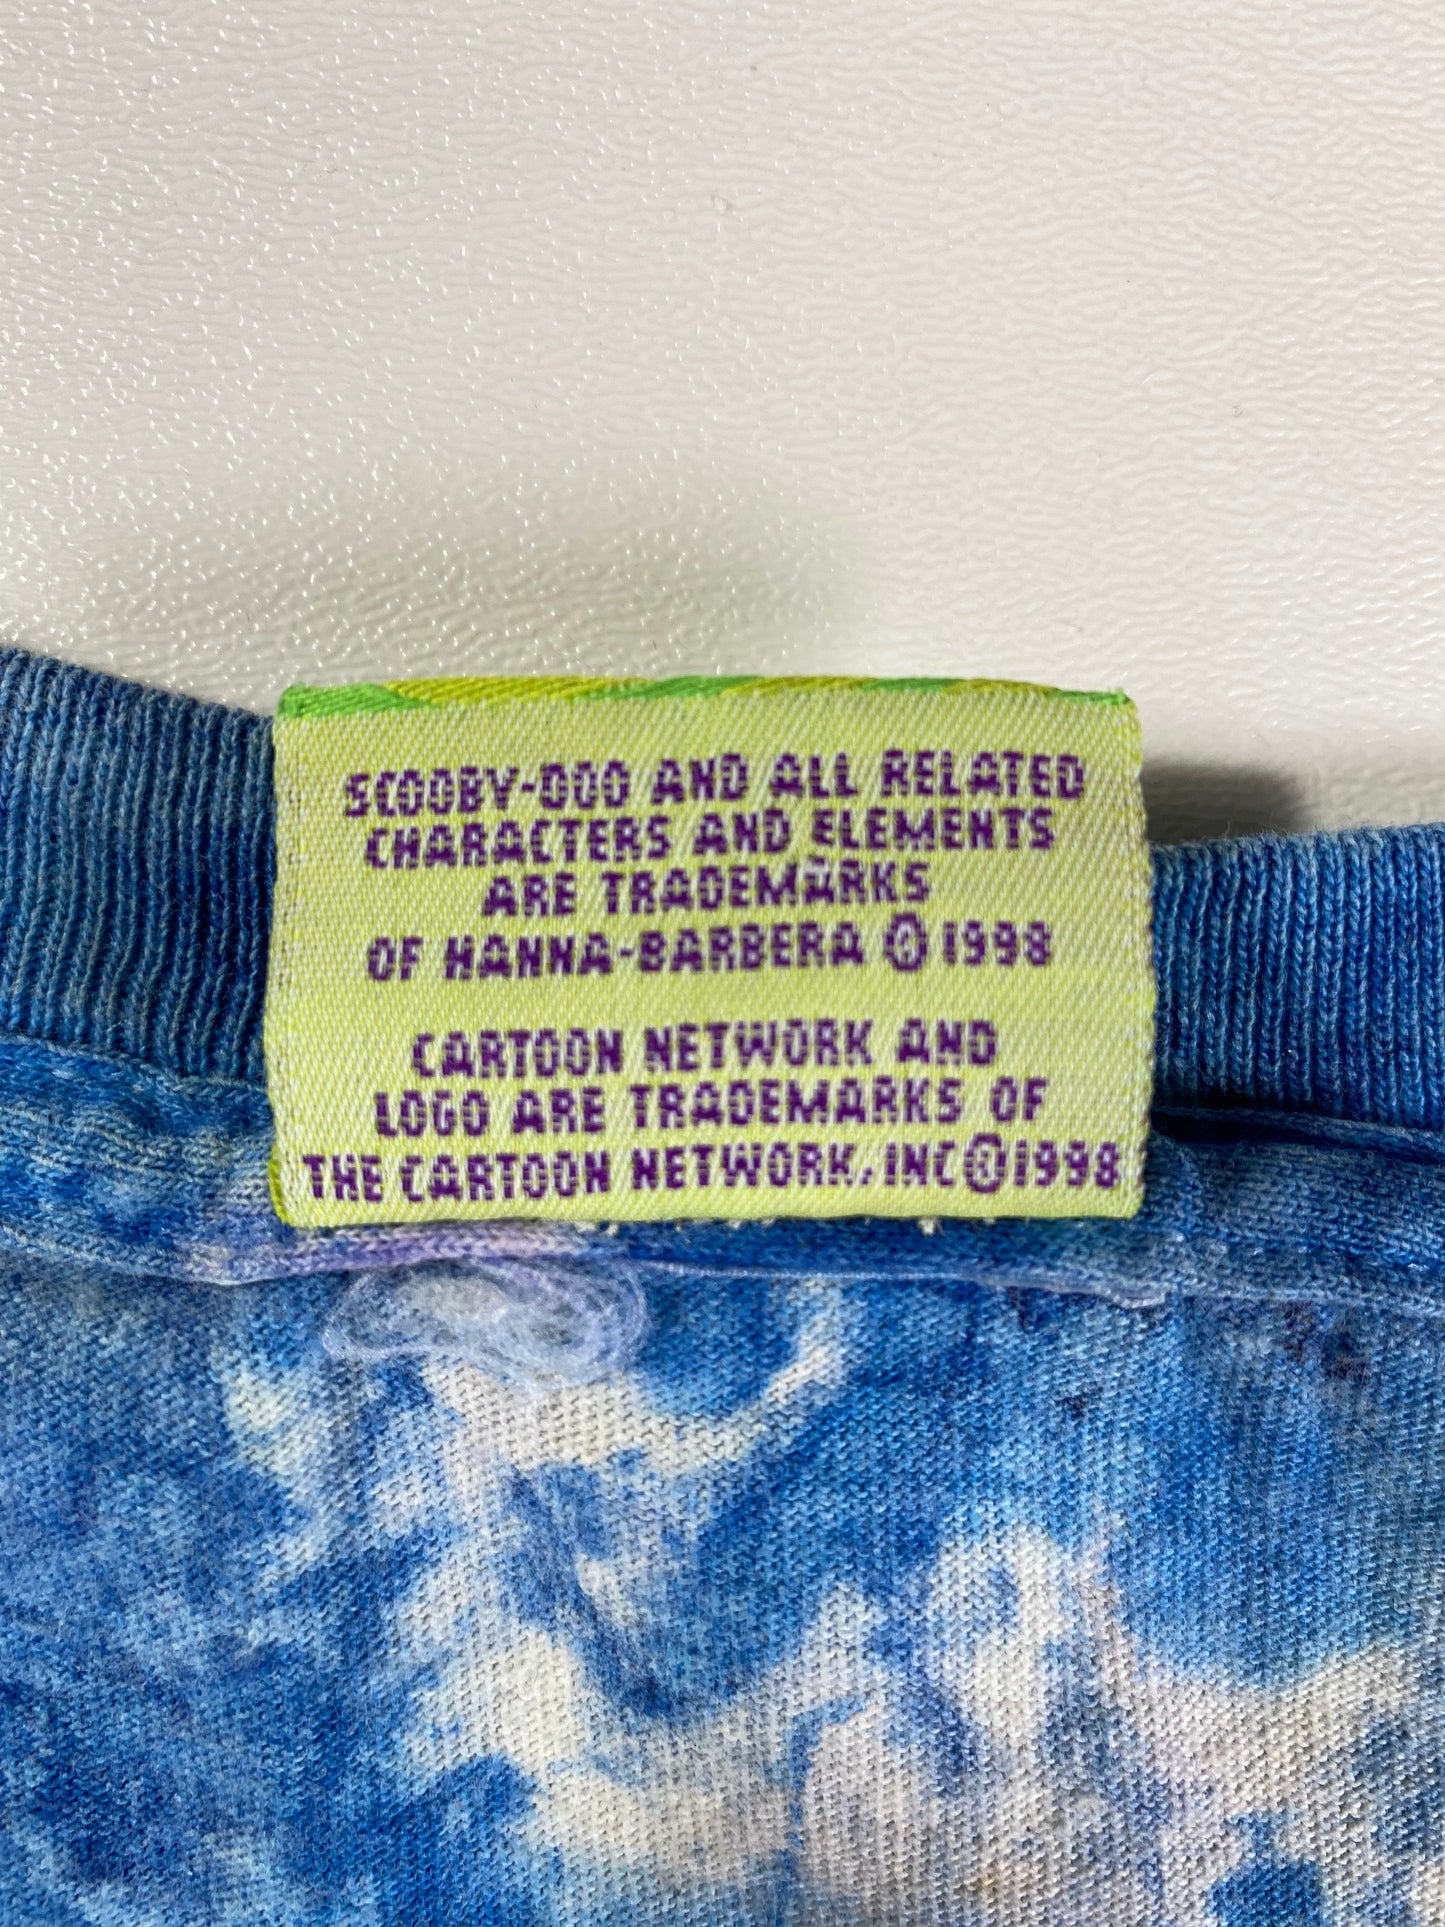 SCOOBY-DOO AND ALL RELATED
CHARACTERS AND ELEMENTS
ARE TRADEMARKS
OF HANNA-BARBERA © 1998
CARTOON NETWORK AND
LOGO ARE TRADEMARKS OF
THE CARTOON NETWORK, INC © 1998